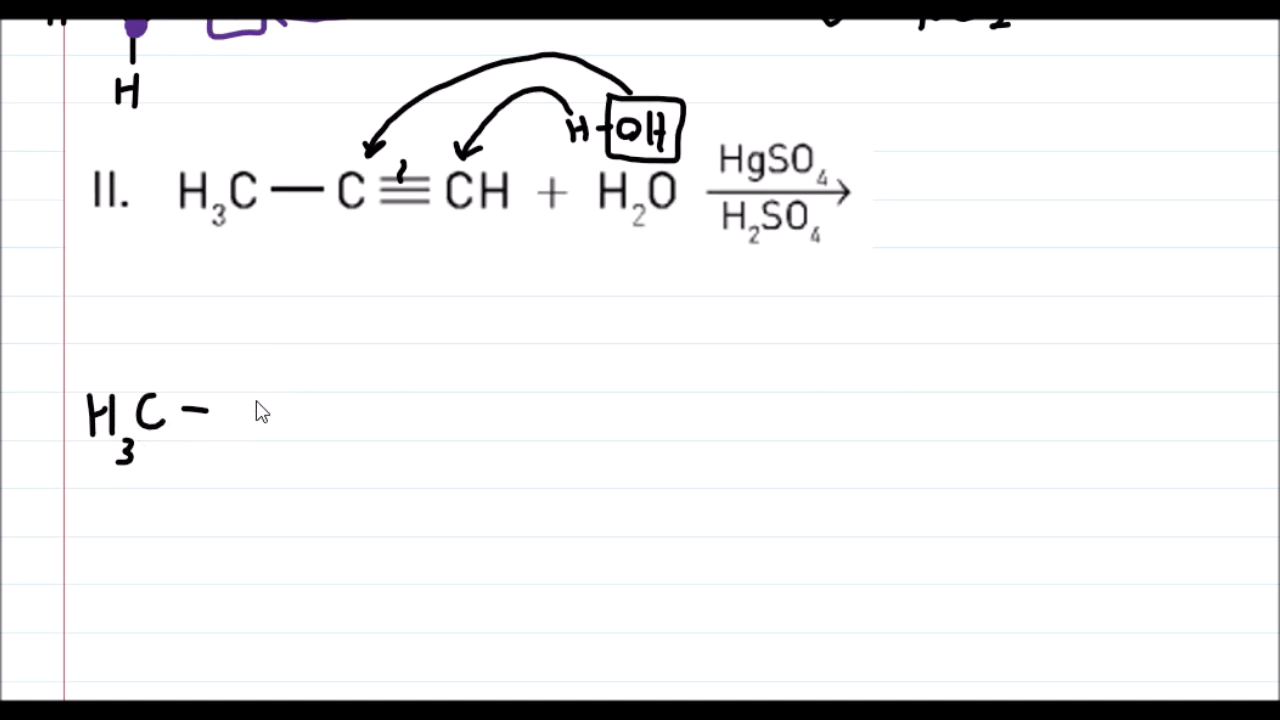 H
H-OH
HgSO₄
II. H₃C—C≡CH + H₂O
H₂SO₄
H₃C-